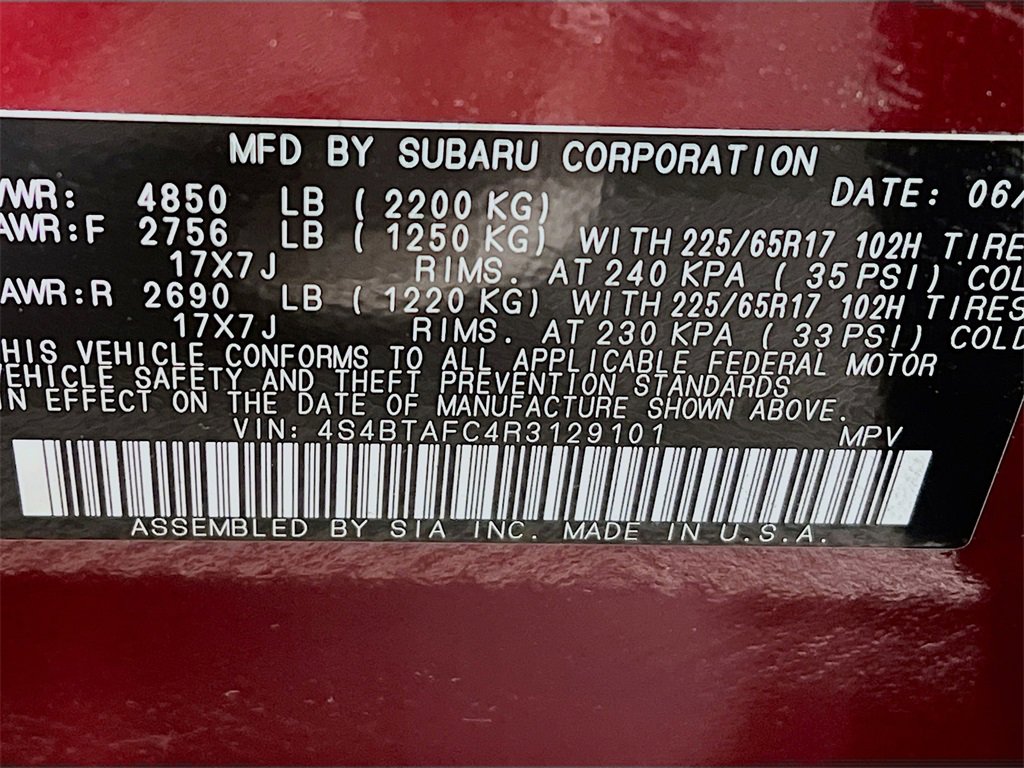 MFD BY SUBARU CORPORATION
DATE: 06/
VWR: 4850 LB ( 2200 KG)
AWR:F 2756 LB ( 1250 KG) WITH 225/65R17 102H TIRE
17X7J RIMS. AT 240 KPA ( 35 PSI) COL
AWR:R 2690 LB ( 1220 KG) WITH 225/65R17 102H TIRES
17X7J RIMS. AT 230 KPA ( 33 PSI) COLD
HIS VEHICLE CONFORMS TO ALL APPLICABLE FEDERAL MOTOR
VEHICLE SAFETY AND THEFT PREVENTION STANDARDS
IN EFFECT ON THE DATE OF MANUFACTURE SHOWN ABOVE.
VIN: 4S4BTAFC4R3129101 MPV
ASSEMBLED BY SIA INC. MADE IN U.S.A.